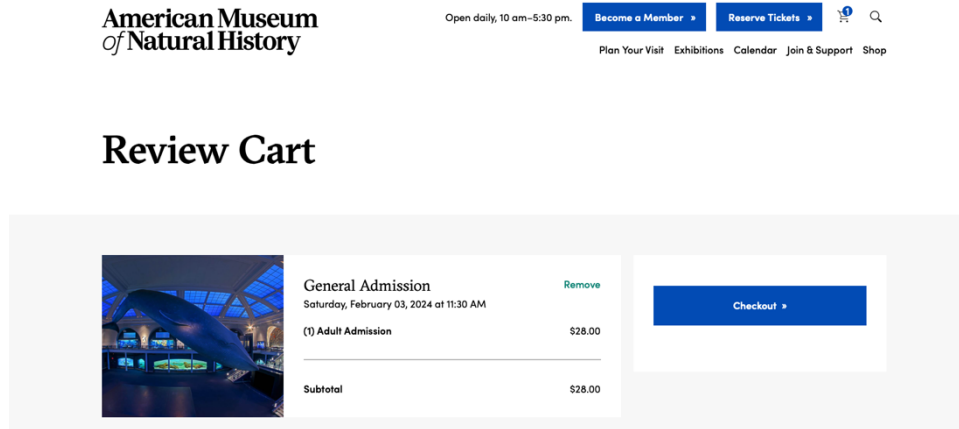 American Museum
of Natural History
Open daily, 10 am–5:30 pm.
Become a Member »
Reserve Tickets »
1
Plan Your Visit Exhibitions Calendar Join & Support Shop
Review Cart
General Admission
Remove
Saturday, February 03, 2024 at 11:30 AM
(1) Adult Admission $28.00
Subtotal $28.00
Checkout »